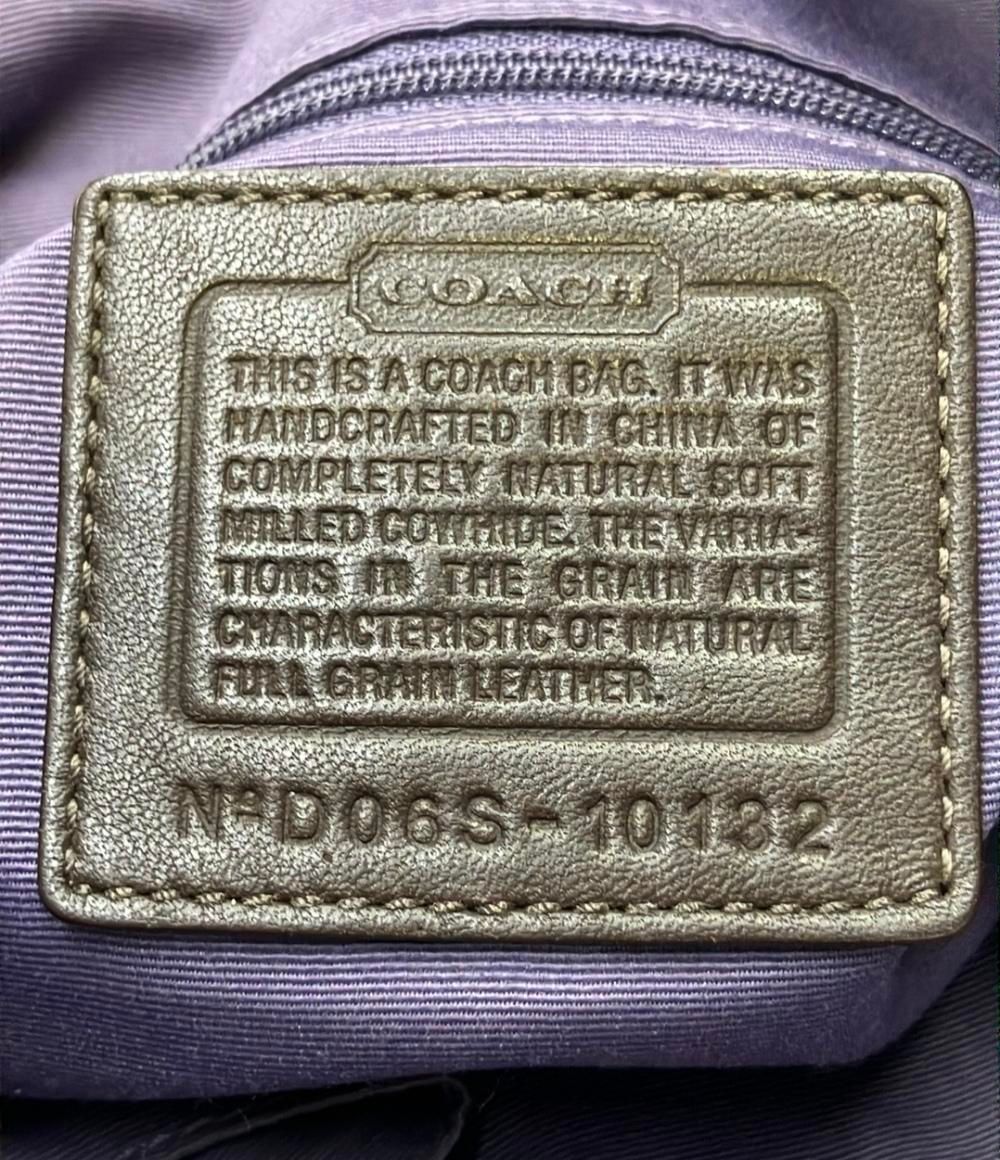 COACH
THIS IS A COACH BAG. IT WAS
HANDCRAFTED IN CHINA OF
COMPLETELY NATURAL SOFT
MILLED COWHIDE. THE VARIA-
TIONS IN THE GRAIN ARE
CHARACTERISTIC OF NATURAL
FULL GRAIN LEATHER.
Nº D06S-10182